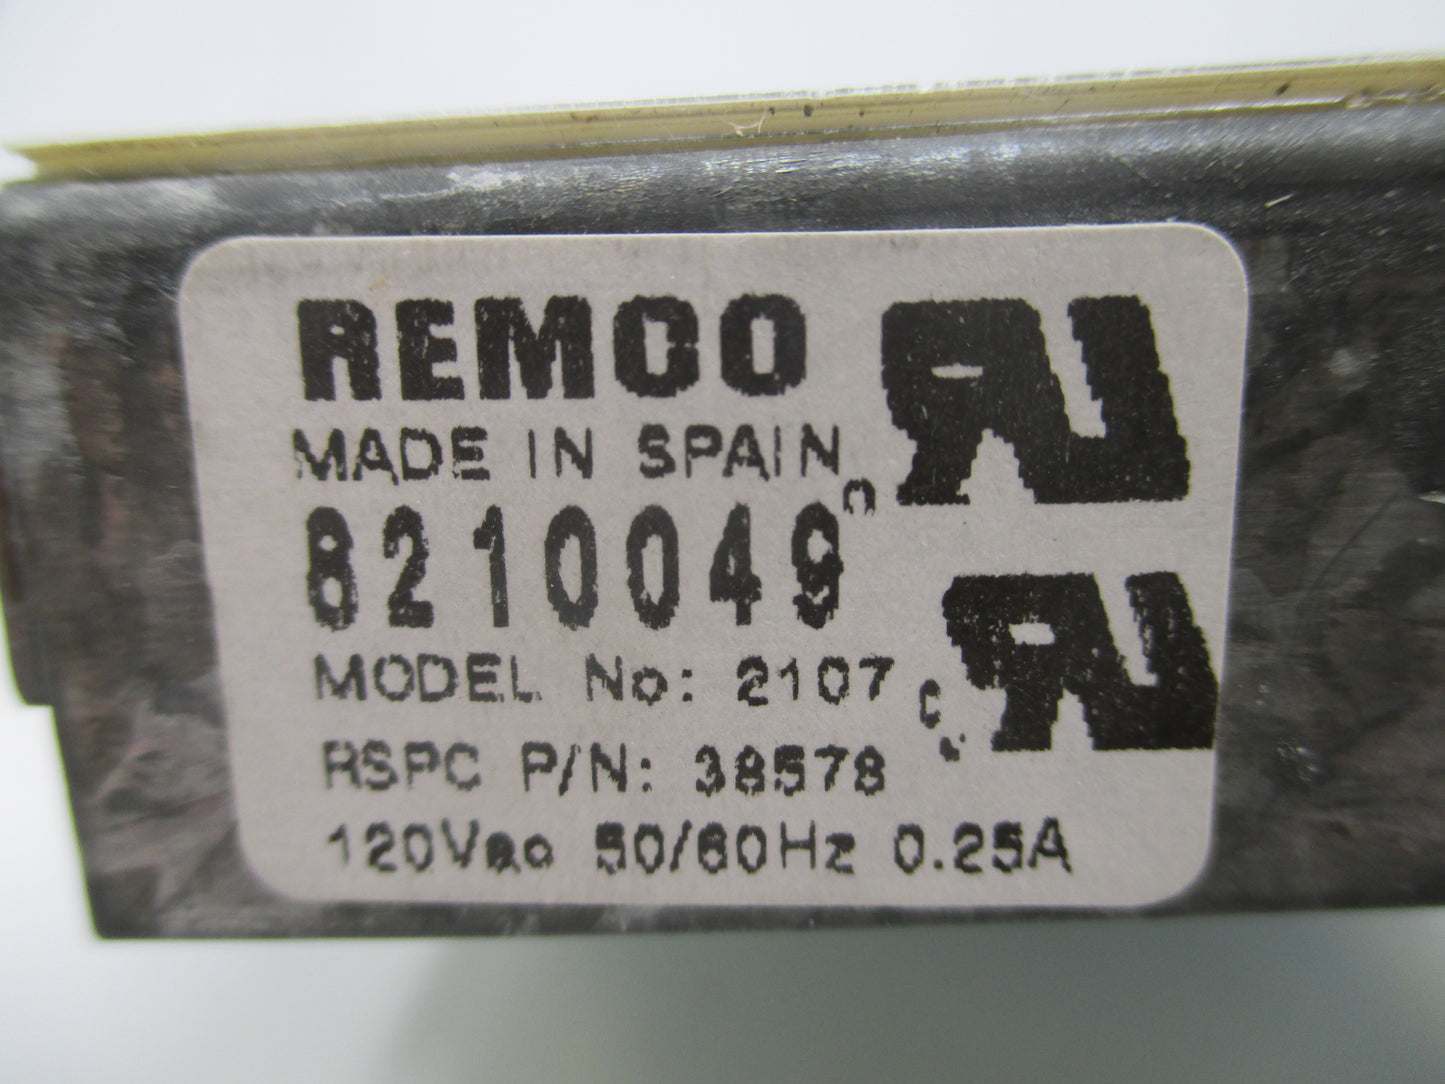 REMCO
MADE IN SPAIN
8210049
MODEL No: 2107
RSPC P/N: 38578
120Vac 50/60Hz 0.25A